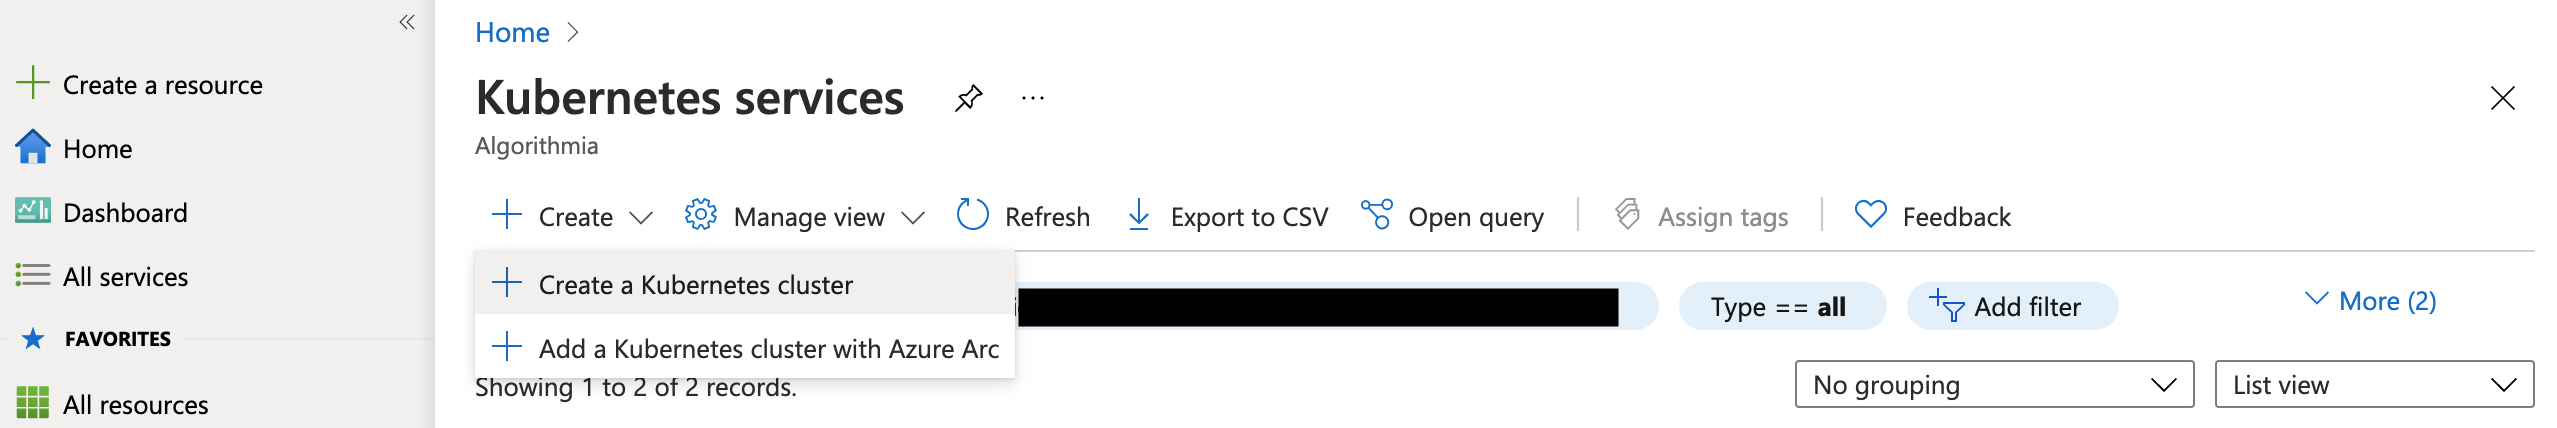 Create a resource
Home
Dashboard
All services
FAVORITES
All resources
Home
Kubernetes services
Algorithmia
Create
Manage view
Refresh
Export to CSV
Open query
Assign tags
Feedback
Create a Kubernetes cluster
Add a Kubernetes cluster with Azure Arc
Type == all
Add filter
More (2)
Showing 1 to 2 of 2 records.
No grouping
List view